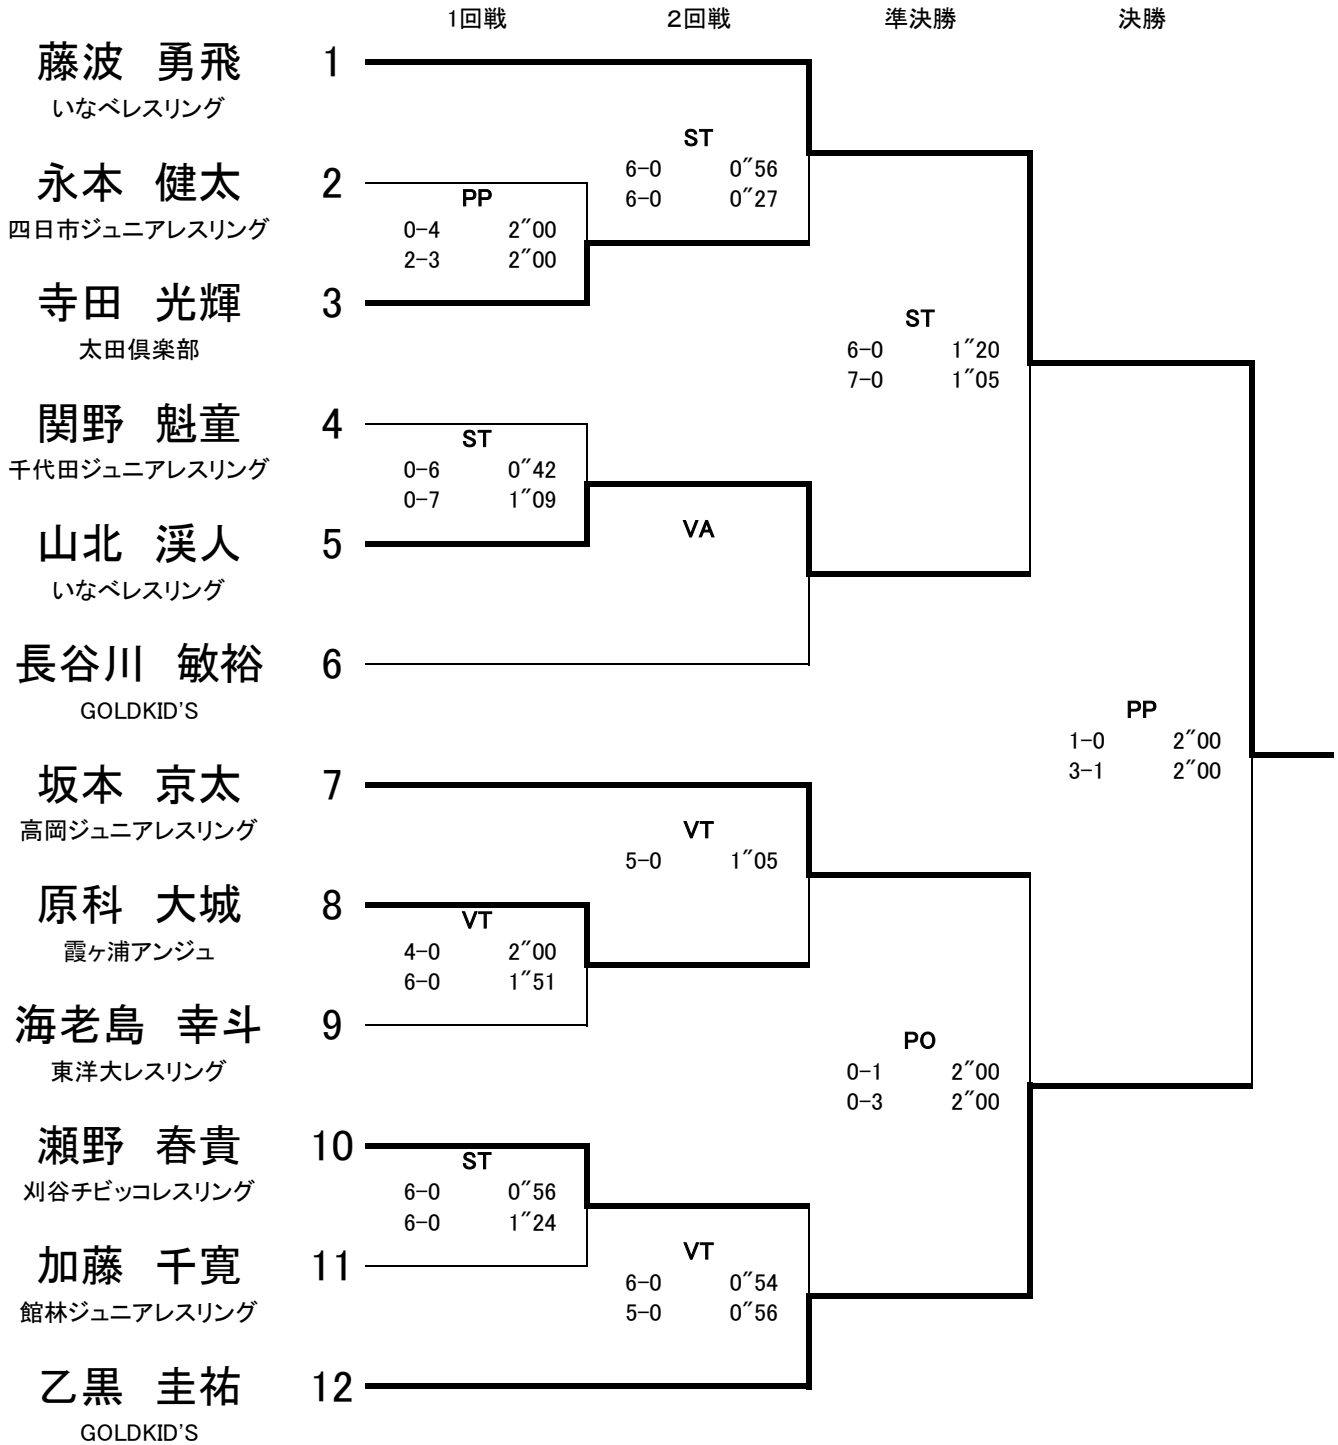 1回戦 2回戦 準決勝 決勝
藤波 勇飛 1
いなべレスリング
ST
6-0 0"56
6-0 0"27
永本 健太 2
四日市ジュニアレスリング
PP
0-4 2"00
2-3 2"00
寺田 光輝 3
太田倶楽部
ST
6-0 1"20
7-0 1"05
関野 魁童 4
千代田ジュニアレスリング
ST
0-6 0"42
0-7 1"09
山北 渓人 5
いなべレスリング
VA
長谷川 敏裕 6
GOLDKID'S
PP
1-0 2"00
3-1 2"00
坂本 京太 7
高岡ジュニアレスリング
VT
5-0 1"05
原科 大城 8
霞ヶ浦アンジュ
VT
4-0 2"00
6-0 1"51
海老島 幸斗 9
東洋大レスリング
PO
0-1 2"00
0-3 2"00
瀬野 春貴 10
刈谷チビッコレスリング
ST
6-0 0"56
6-0 1"24
加藤 千寛 11
館林ジュニアレスリング
VT
6-0 0"54
5-0 0"56
乙黒 圭祐 12
GOLDKID'S